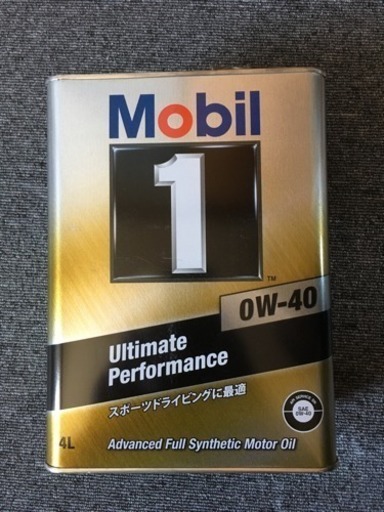 Mobil
1
TM
0W-40
Ultimate
Performance
スポーツドライビングに最適
SAE
0W-40
4L
Advanced Full Synthetic Motor Oil